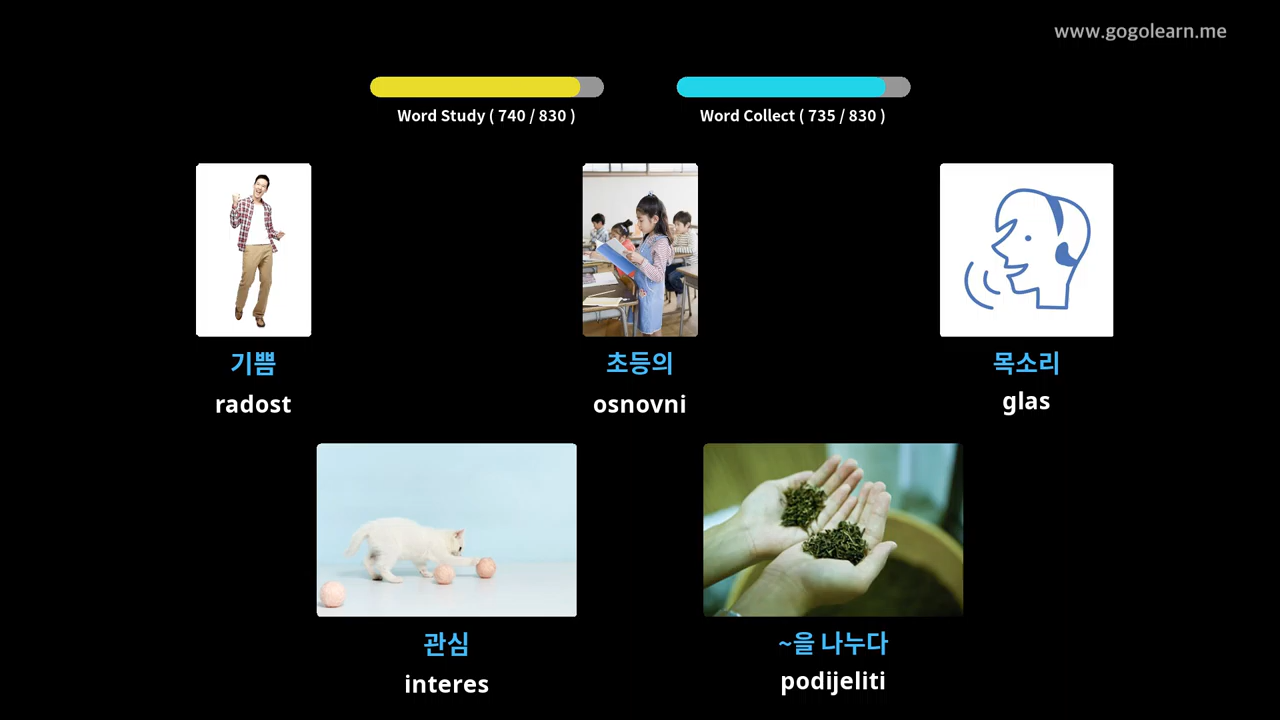 www.gogolearn.me
Word Study ( 740 / 830 )
Word Collect ( 735 / 830 )
기쁨
radost
초등의
osnovni
목소리
glas
관심
interes
~을 나누다
podijeliti